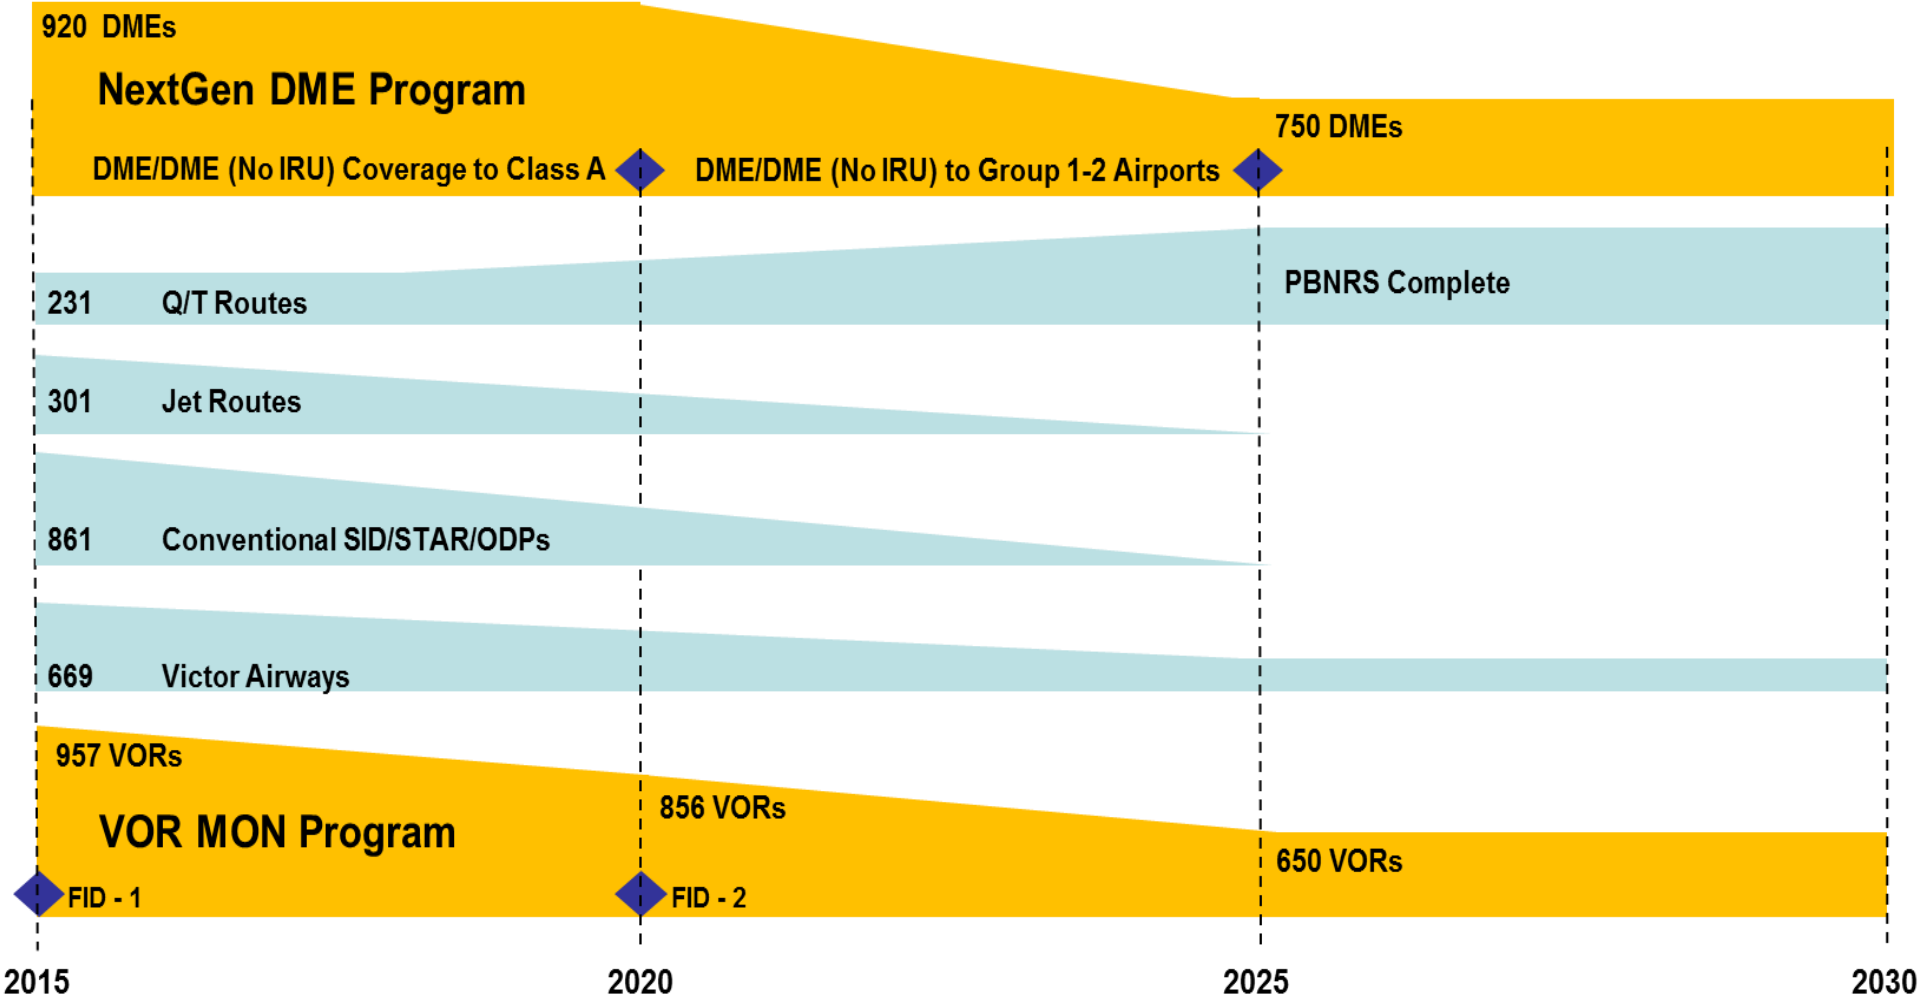 920 DMEs
NextGen DME Program
750 DMEs
DME/DME (No IRU) Coverage to Class A
DME/DME (No IRU) to Group 1-2 Airports
PBNRS Complete
231 Q/T Routes
301 Jet Routes
861 Conventional SID/STAR/ODPs
669 Victor Airways
957 VORs
856 VORs
VOR MON Program
650 VORs
FID - 1
FID - 2
2015 2020 2025 2030